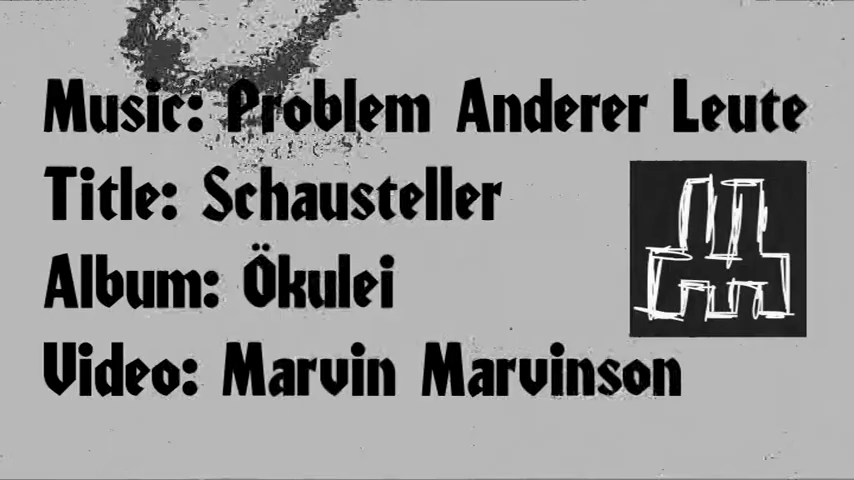 Music: Problem Anderer Leute
Title: Schausteller
Album: Ökulei
Video: Marvin Marvinson